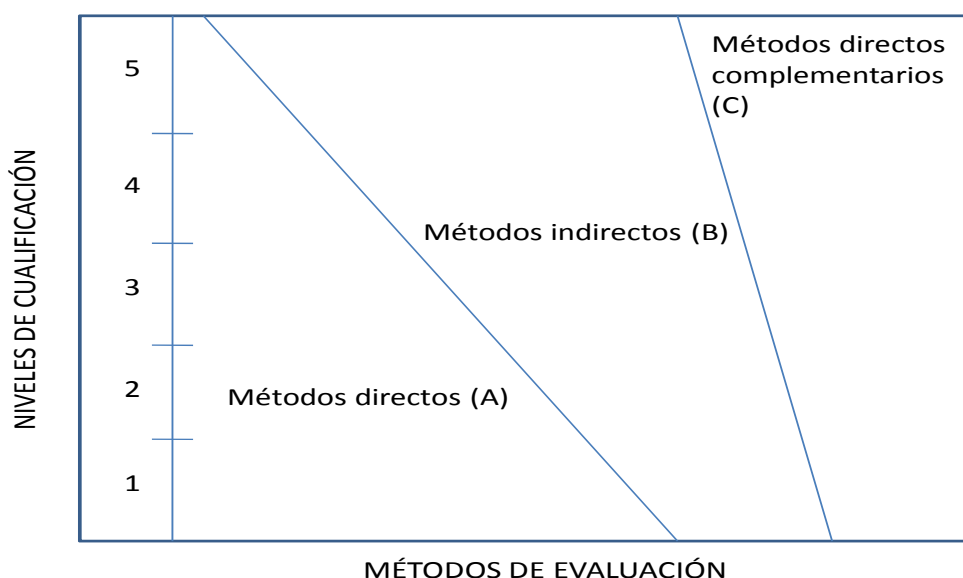 Métodos directos
complementarios
(C)
5
4
Métodos indirectos (B)
3
2
Métodos directos (A)
1
NIVELES DE CUALIFICACIÓN
MÉTODOS DE EVALUACIÓN